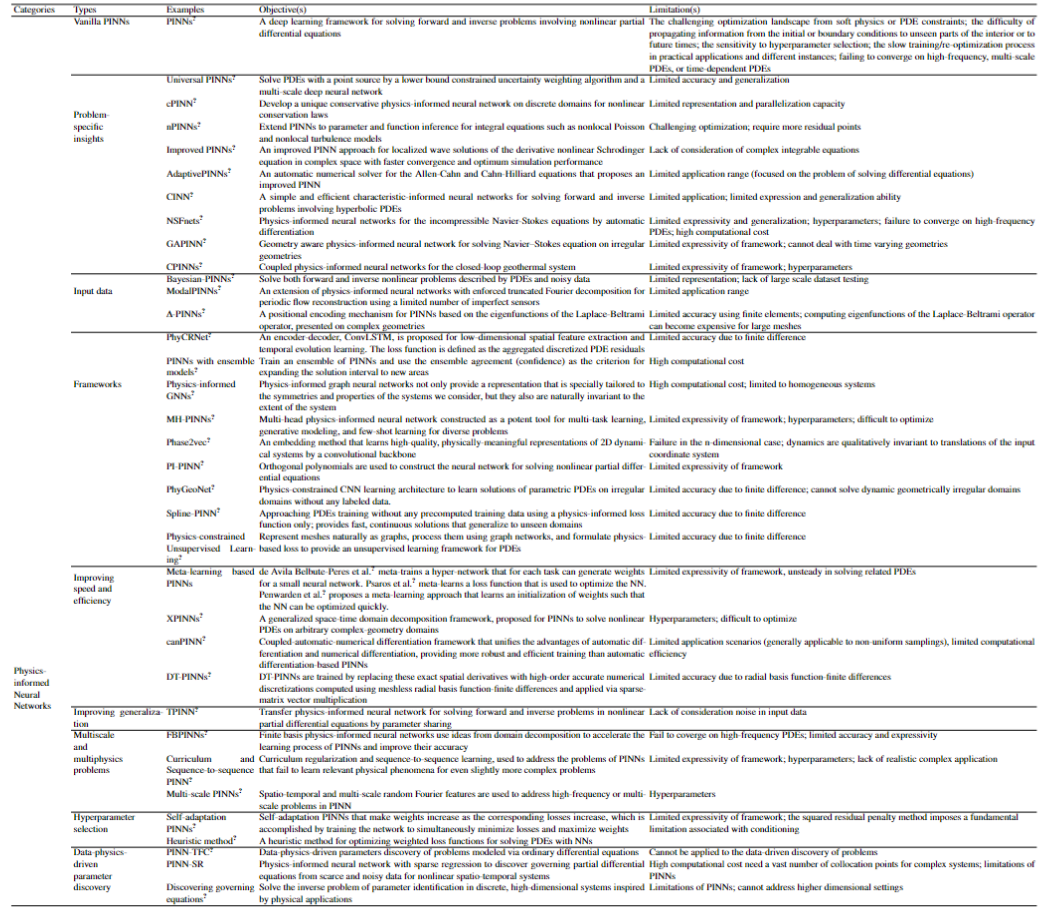 Categories Types Examples Objective(s) Limitation(s)
Vanilla PINNs PINNs? A deep learning framework for solving forward and inverse problems involving nonlinear partial The challenging optimization landscape from soft physics or PDE constraints; the difficulty of
differential equations propagating information from the initial or boundary conditions to unseen parts of the interior or to
future times; the sensitivity to hyperparameter selection; the slow training/re-optimization process
in practical applications and different instances; failing to converge on high-frequency, multi-scale
PDEs, or time-dependent PDEs
Universal PINNs? Solve PDEs with a point source by a lower bound constrained uncertainty weighting algorithm and a Limited accuracy and generalization
multi-scale deep neural network
cPINN? Develop a unique conservative physics-informed neural network on discrete domains for nonlinear Limited representation and parallelization capacity
Problem- conservation laws
specific nPINNs? Extend PINNs to parameter and function inference for integral equations such as nonlocal Poisson Challenging optimization; require more residual points
insights and nonlocal turbulence models
Improved PINNs? An improved PINN approach for localized wave solutions of the derivative nonlinear Schrodinger Lack of consideration of complex integrable equations
equation in complex space with faster convergence and optimum simulation performance
AdaptivePINNs? An automatic numerical solver for the Allen-Cahn and Cahn-Hilliard equations that proposes an Limited application range (focused on the problem of solving differential equations)
improved PINN
CINN? A simple and efficient characteristic-informed neural networks for solving forward and inverse Limited application; limited expression and generalization ability
problems involving hyperbolic PDEs
NSFnets? Physics-informed neural networks for the incompressible Navier-Stokes equations by automatic Limited expressivity and generalization; hyperparameters; failure to converge on high-frequency
differentiation PDEs; high computational cost
GAPINN? Geometry aware physics-informed neural network for solving Navier–Stokes equation on irregular Limited expressivity of framework; cannot deal with time varying geometries
geometries
CPINNs? Coupled physics-informed neural networks for the closed-loop geothermal system Limited expressivity of framework; hyperparameters
Bayesian-PINNs? Solve both forward and inverse nonlinear problems described by PDEs and noisy data Limited representation; lack of large scale dataset testing
Input data ModalPINNs? An extension of physics-informed neural networks with enforced truncated Fourier decomposition for Limited application range
periodic flow reconstruction using a limited number of imperfect sensors
Δ-PINNs? A positional encoding mechanism for PINNs based on the eigenfunctions of the Laplace-Beltrami Limited accuracy using finite elements; computing eigenfunctions of the Laplace-Beltrami operator
operator, presented on complex geometries can become expensive for large meshes
PhyCRNet? An encoder-decoder, ConvLSTM, is proposed for low-dimensional spatial feature extraction and Limited accuracy due to finite difference
temporal evolution learning. The loss function is defined as the aggregated discretized PDE residuals
PINNs with ensemble Train an ensemble of PINNs and use the ensemble agreement (confidence) as the criterion for High computational cost
models? expanding the solution interval to new areas
Frameworks Physics-informed Physics-informed graph neural networks not only provide a representation that is specially tailored to High computational cost; limited to homogeneous systems
GNNs? the symmetries and properties of the systems we consider, but they also are naturally invariant to the
extent of the system
MH-PINNs? Multi-head physics-informed neural network constructed as a potent tool for multi-task learning, Limited expressivity of framework; hyperparameters; difficult to optimize
generative modeling, and few-shot learning for diverse problems
Phase2vec? An embedding method that learns high-quality, physically-meaningful representations of 2D dynami- Failure in the n-dimensional case; dynamics are qualitatively invariant to translations of the input
cal systems by a convolutional backbone coordinate system
PI-PINN? Orthogonal polynomials are used to construct the neural network for solving nonlinear partial differ- Limited expressivity of framework
ential equations
PhyGeoNet? Physics-constrained CNN learning architecture to learn solutions of parametric PDEs on irregular Limited accuracy due to finite difference; cannot solve dynamic geometrically irregular domains
domains without any labeled data.
Spline-PINN? Approaching PDEs training without any precomputed training data using a physics-informed loss Limited accuracy due to finite difference
function only; provides fast, continuous solutions that generalize to unseen domains
Physics-constrained Represent meshes naturally as graphs, process them using graph networks, and formulate physics- Limited accuracy due to finite difference
Unsupervised Learn- based loss to provide an unsupervised learning framework for PDEs
ing?
Improving Meta-learning based de Avila Belbute-Peres et al.? meta-trains a hyper-network that for each task can generate weights Limited expressivity of framework, unsteady in solving related PDEs
speed and PINNs for a small neural network. Psaros et al.? meta-learns a loss function that is used to optimize the NN.
efficiency Penwarden et al.? proposes a meta-learning approach that learns an initialization of weights such that
the NN can be optimized quickly.
XPINNs? A generalized space-time domain decomposition framework, proposed for PINNs to solve nonlinear Hyperparameters; difficult to optimize
PDEs on arbitrary complex-geometry domains
canPINN? Coupled-automatic-numerical differentiation framework that unifies the advantages of automatic dif- Limited application scenarios (generally applicable to non-uniform samplings), limited computational
ferentiation and numerical differentiation, providing more robust and efficient training than automatic efficiency
differentiation-based PINNs
Physics-
informed
Neural
Networks
DT-PINNs? DT-PINNs are trained by replacing these exact spatial derivatives with high-order accurate numerical Limited accuracy due to radial basis function-finite differences
discretizations computed using meshless radial basis function-finite differences and applied via sparse-
matrix vector multiplication
Improving generaliza- TPINN? Transfer physics-informed neural network for solving forward and inverse problems in nonlinear Lack of consideration noise in input data
tion partial differential equations by parameter sharing
Multiscale FBPINNs? Finite basis physics-informed neural networks use ideas from domain decomposition to accelerate the Fail to coverge on high-frequency PDEs; limited accuracy and expressivity
and learning process of PINNs and improve their accuracy
multiphysics Curriculum and Curriculum regularization and sequence-to-sequence learning, used to address the problems of PINNs Limited expressivity of framework; hyperparameters; lack of realistic complex application
problems Sequence-to-sequence that fail to learn relevant physical phenomena for even slightly more complex problems
PINN?
Multi-scale PINNs? Spatio-temporal and multi-scale random Fourier features are used to address high-frequency or multi- Hyperparameters
scale problems in PINN
Hyperparameter Self-adaptation Self-adaptation PINNs that make weights increase as the corresponding losses increase, which is Limited expressivity of framework; the squared residual penalty method imposes a fundamental
selection PINNs? accomplished by training the network to simultaneously minimize losses and maximize weights limitation associated with conditioning
Heuristic method? A heuristic method for optimizing weighted loss functions for solving PDEs with NNs
Data-physics- PINN-TFC? Data-physics-driven parameters discovery of problems modeled via ordinary differential equations Cannot be applied to the data-driven discovery of problems
driven PINN-SR Physics-informed neural network with sparse regression to discover governing partial differential High computational cost need a vast number of collocation points for complex systems; limitations of
parameter equations from scarce and noisy data for nonlinear spatio-temporal systems PINNs
discovery Discovering governing Solve the inverse problem of parameter identification in discrete, high-dimensional systems inspired Limitations of PINNs; cannot address higher dimensional settings
equations? by physical applications